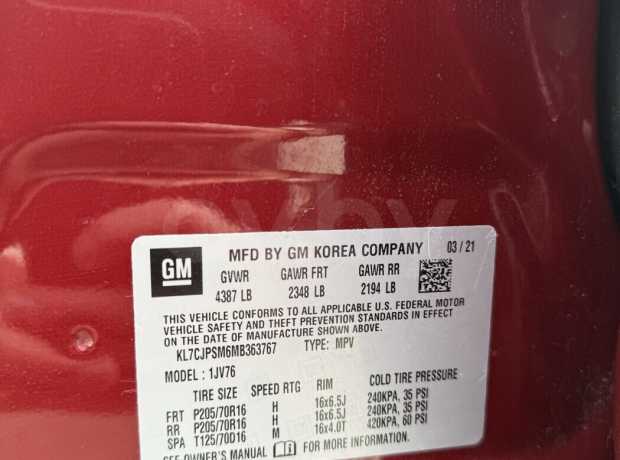 GM MFD BY GM KOREA COMPANY 03/21
GVWR GAWR FRT GAWR RR
4387 LB 2348 LB 2194 LB
THIS VEHICLE CONFORMS TO ALL APPLICABLE U.S. FEDERAL MOTOR
VEHICLE SAFETY AND THEFT PREVENTION STANDARDS IN EFFECT
ON THE DATE OF MANUFACTURE SHOWN ABOVE.
KL7CJPSM6MB363767 TYPE: MPV
MODEL: 1JV76
TIRE SIZE SPEED RTG RIM COLD TIRE PRESSURE
FRT P205/70R16 H 16x6.5J 240KPA, 35 PSI
RR P205/70R16 H 16x6.5J 240KPA, 35 PSI
SPA T125/70D16 M 16x4.0T 420KPA, 60 PSI
SEE OWNER'S MANUAL FOR MORE INFORMATION.